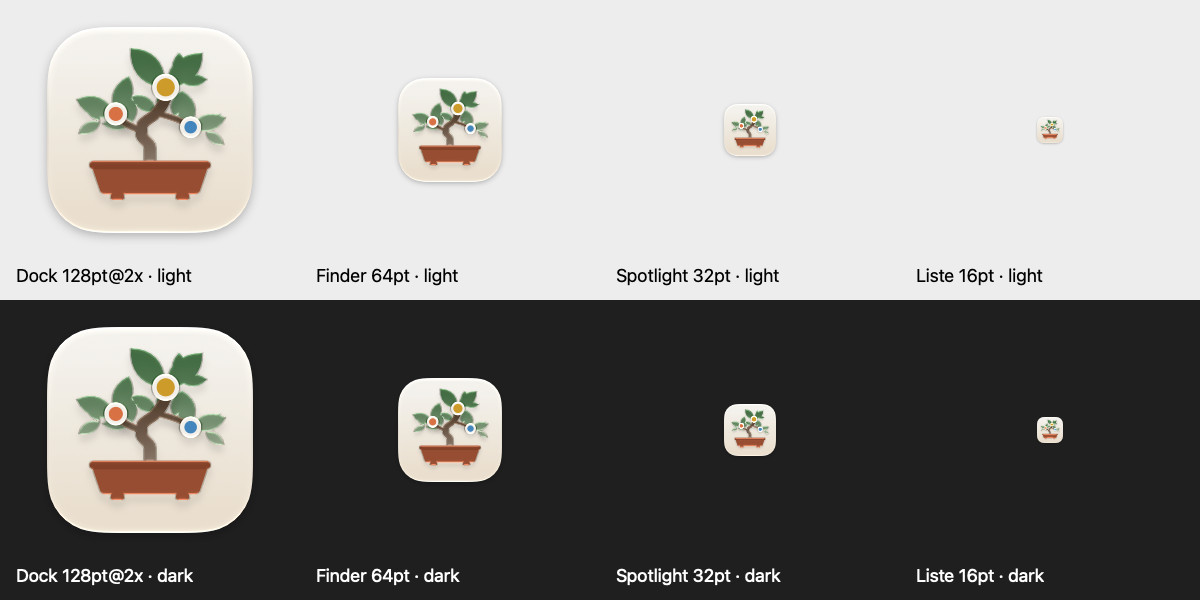 Dock 128pt@2x · light
Finder 64pt · light
Spotlight 32pt · light
Liste 16pt · light
Dock 128pt@2x · dark
Finder 64pt · dark
Spotlight 32pt · dark
Liste 16pt · dark